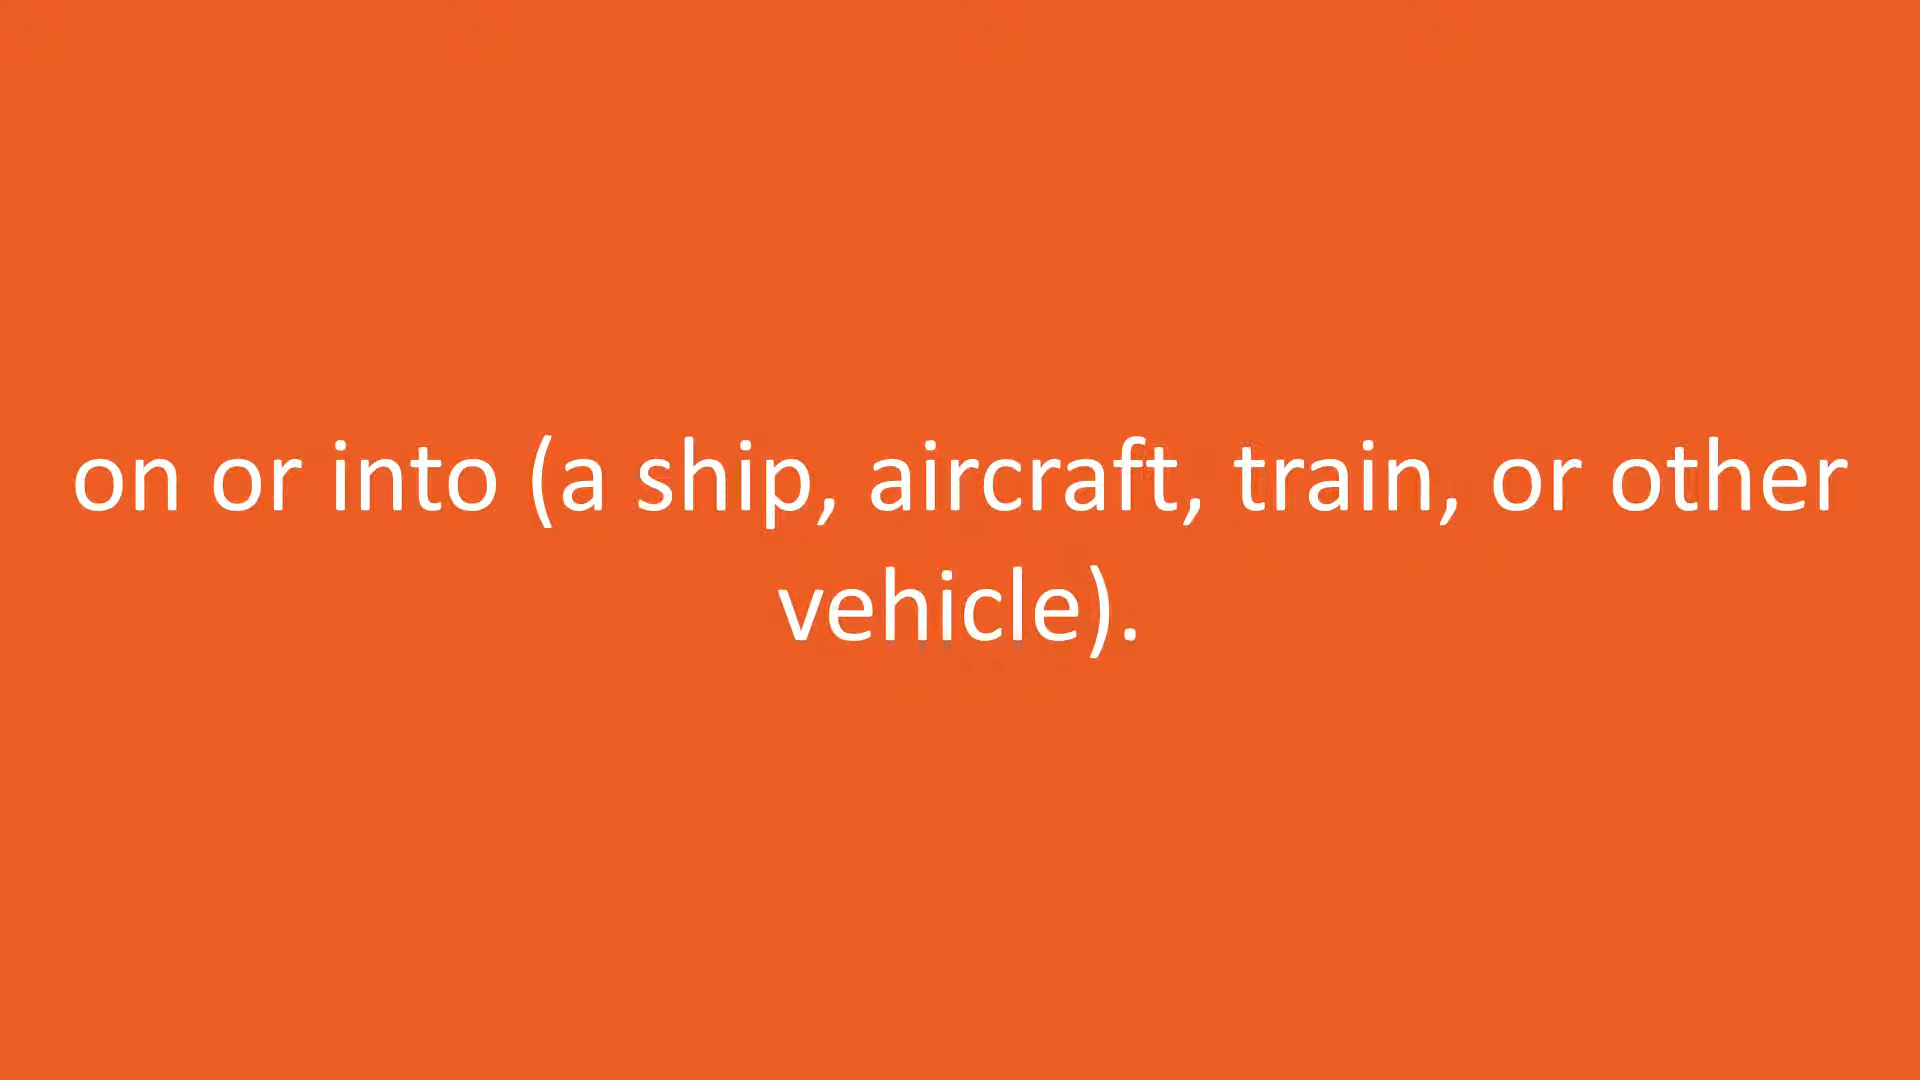 on or into (a ship, aircraft, train, or other
vehicle).